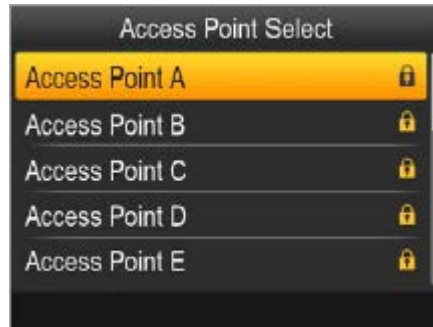 Access Point Select
Access Point A
Access Point B
Access Point C
Access Point D
Access Point E